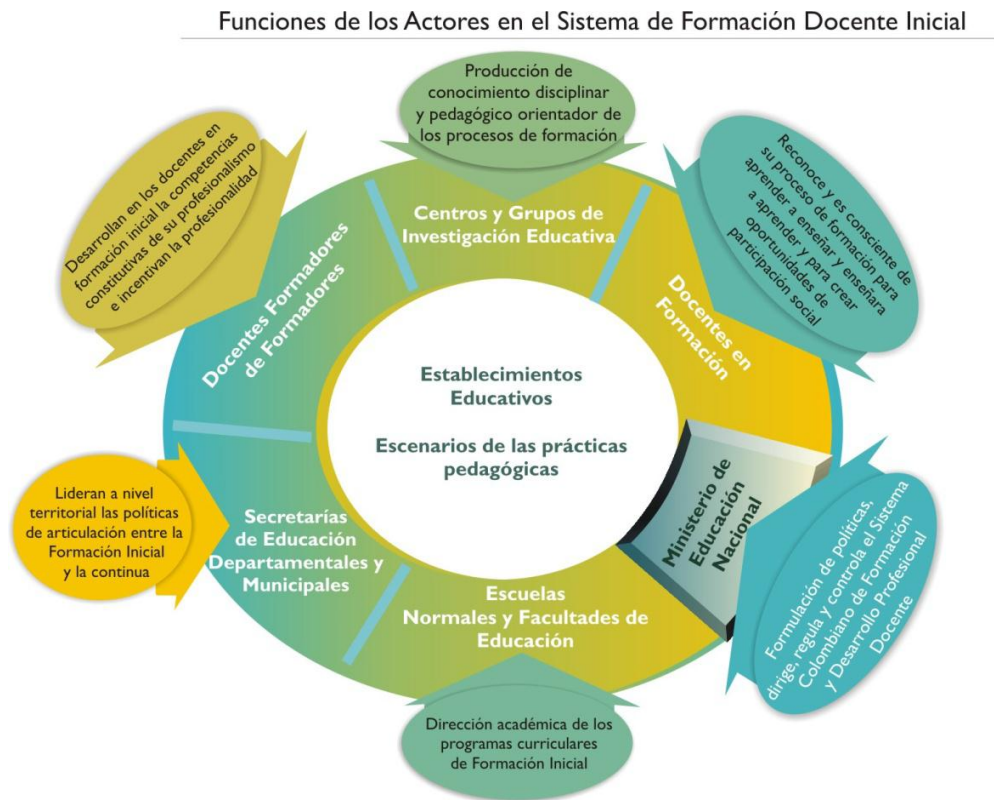 Funciones de los Actores en el Sistema de Formación Docente Inicial
Producción de
conocimiento disciplinar
y pedagógico orientador de
los procesos de formación
Centros y Grupos de
Investigación Educativa
Reconoce y es consciente de
su proceso de formación para
aprender a enseñar y enseñara
a aprender y para crear
oportunidades de
participación social
Docentes en
Formación
Formulación de políticas,
dirige, regula y controla el Sistema
Colombiano de Formación
y Desarrollo Profesional
Docente
Ministerio de
Educación
Nacional
Escuelas
Normales y Facultades de
Educación
Dirección académica de los
programas curriculares
de Formación Inicial
Secretarías
de Educación
Departamentales y
Municipales
Lideran a nivel
territorial las políticas
de articulación entre la
Formación Inicial
y la continua
Docentes Formadores
de Formadores
Desarrollan en los docentes en
formación inicial la competencias
constitutivas de su profesionalismo
e incentivan la profesionalidad
Establecimientos
Educativos
Escenarios de las prácticas
pedagógicas